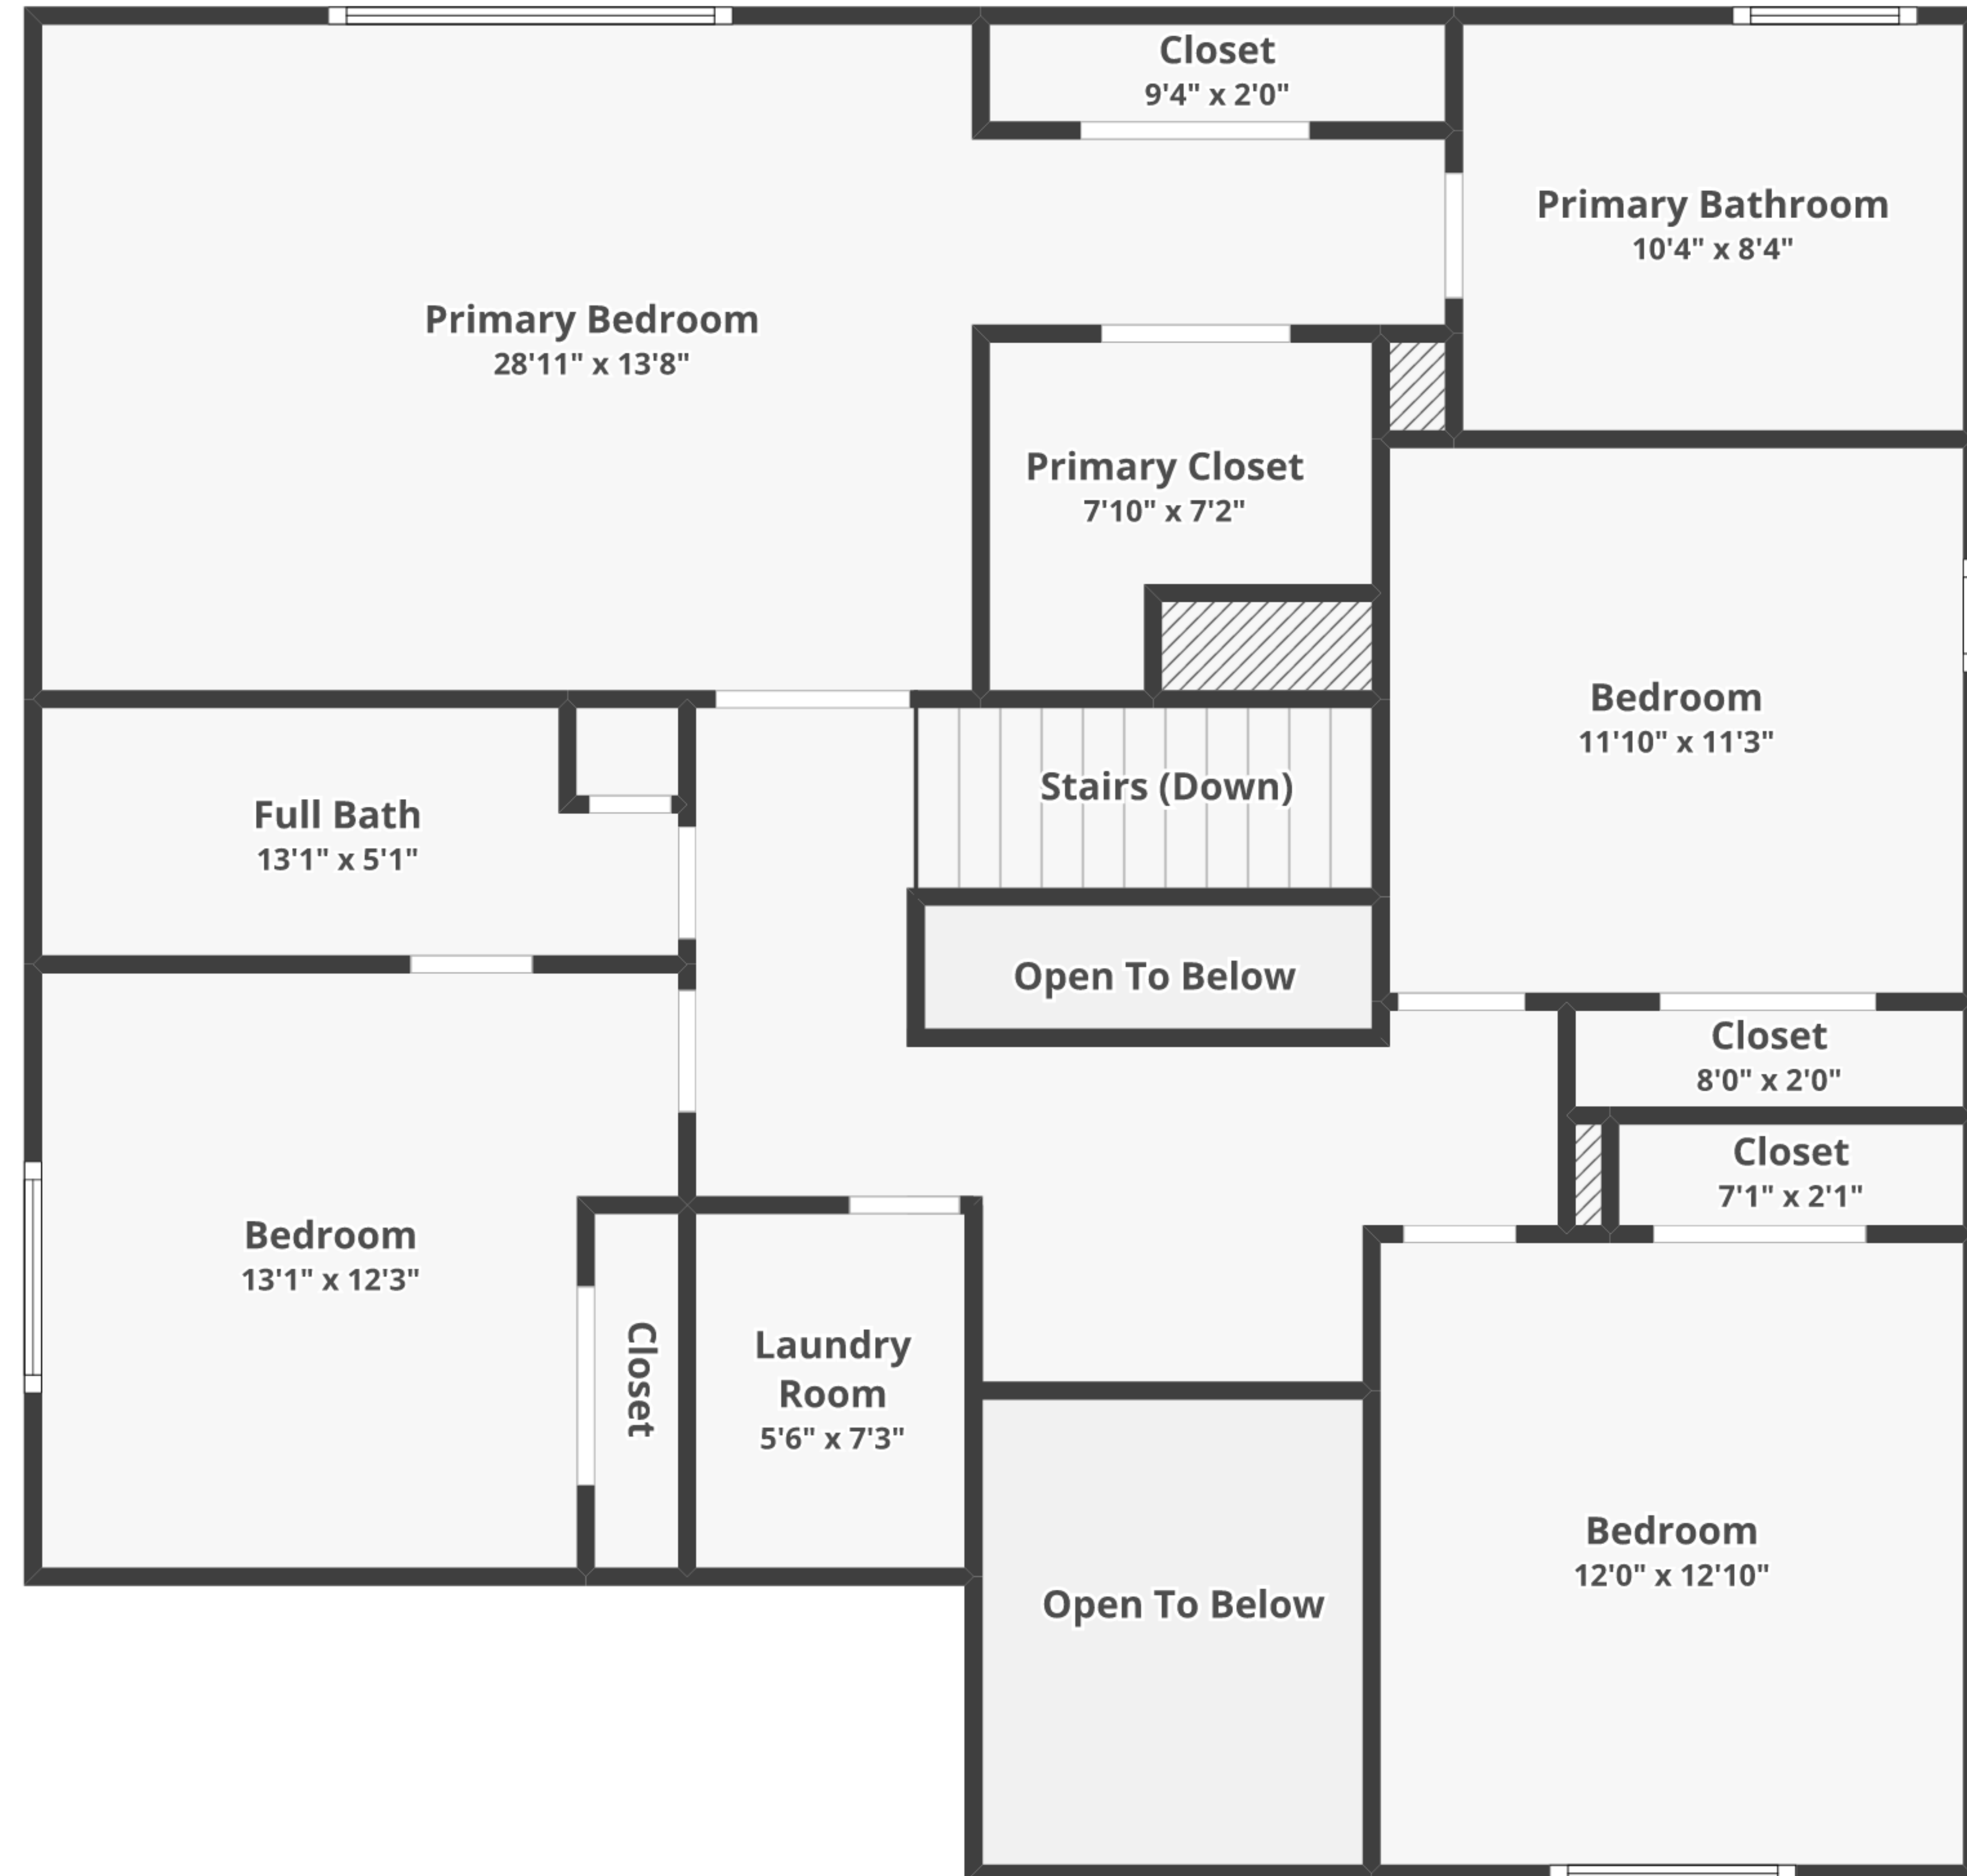 Closet
9'4" x 2'0"
Primary Bathroom
10'4" x 8'4"
Primary Bedroom
28'11" x 13'8"
Primary Closet
7'10" x 7'2"
Bedroom
11'10" x 11'3"
Stairs (Down)
Full Bath
13'1" x 5'1"
Open To Below
Closet
8'0" x 2'0"
Closet
7'1" x 2'1"
Bedroom
13'1" x 12'3"
Closet
Laundry
Room
5'6" x 7'3"
Bedroom
12'0" x 12'10"
Open To Below